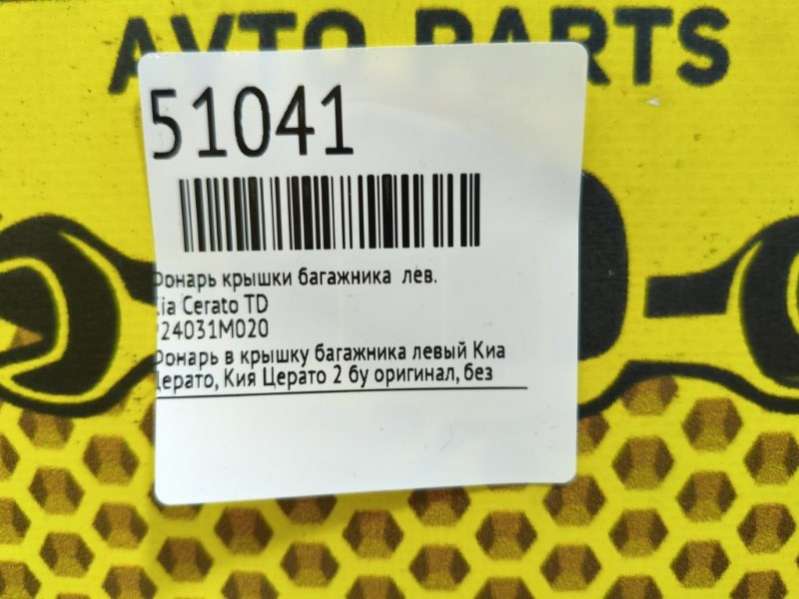 AVTO PARTS
51041
Фонарь крышки багажника лев.
Kia Cerato TD
924031M020
Фонарь в крышку багажника левый Киа
Церато, Кия Церато 2 бу оригинал, без